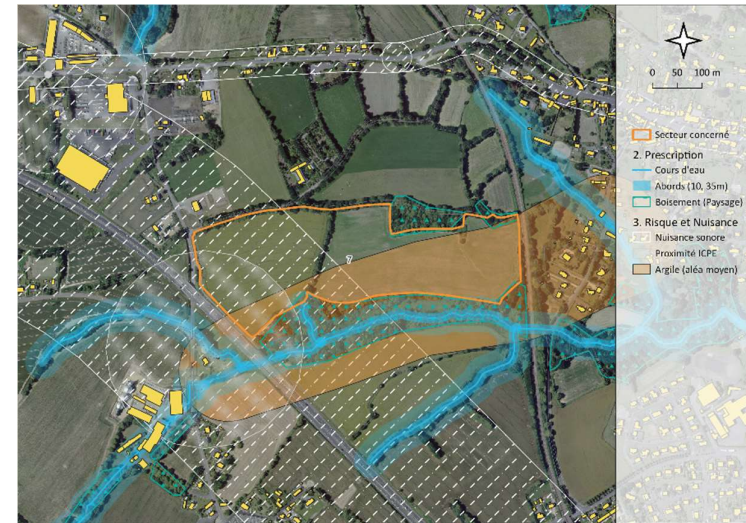 0 50 100 m
Secteur concerné
2. Prescription
Cours d'eau
Abords (10, 35m)
Boisement (Paysage)
3. Risque et Nuisance
Nuisance sonore
Proximité ICPE
Argile (aléa moyen)